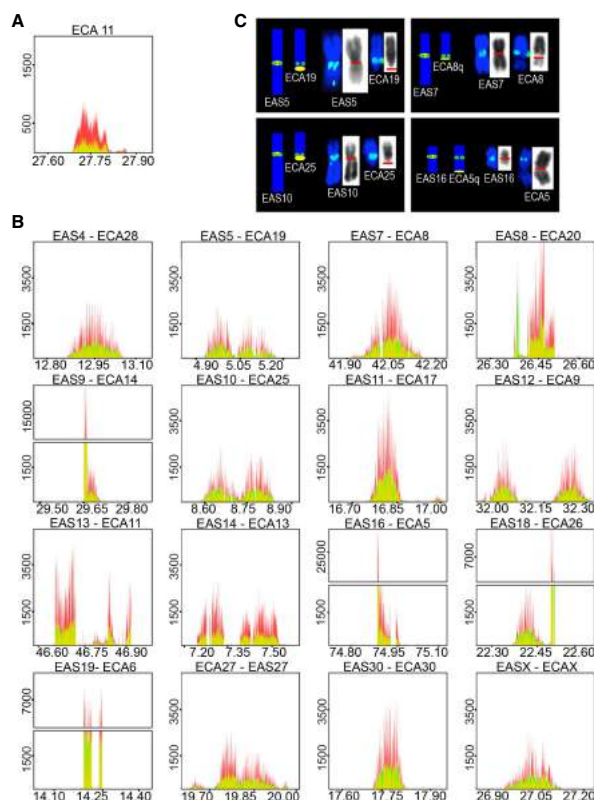 A
ECA 11
1500
500
27.60 27.75 27.90
C
EAS5 ECA19 EAS5 ECA19
EAS7 ECA8q EAS7 ECA8
EAS10 ECA25 EAS10 ECA25
EAS16 ECA5q EAS16 ECA5
B
EAS4 - ECA28 EAS5 - ECA19 EAS7 - ECA8 EAS8 - ECA20
3500 3500 3500 3500
1500 1500 1500 1500
12.80 12.95 13.10 4.90 5.05 5.20 41.90 42.05 42.20 26.30 26.45 26.60
EAS9 - ECA14 EAS10 - ECA25 EAS11 - ECA17 EAS12 - ECA9
15000 3500 3500 3500
1500 1500 1500 1500
29.50 29.65 29.80 8.60 8.75 8.90 16.70 16.85 17.00 32.00 32.15 32.30
EAS13 - ECA11 EAS14 - ECA13 EAS16 - ECA5 EAS18 - ECA26
3500 3500 25000 7000
1500 1500 1500 1500
46.60 46.75 46.90 7.20 7.35 7.50 74.80 74.95 75.10 22.30 22.45 22.60
EAS19- ECA6 ECA27 - EAS27 EAS30 - ECA30 EASX - ECAX
7000 3500 3500 3500
1500 1500 1500 1500
14.10 14.25 14.40 19.70 19.85 20.00 17.60 17.75 17.90 26.90 27.05 27.20